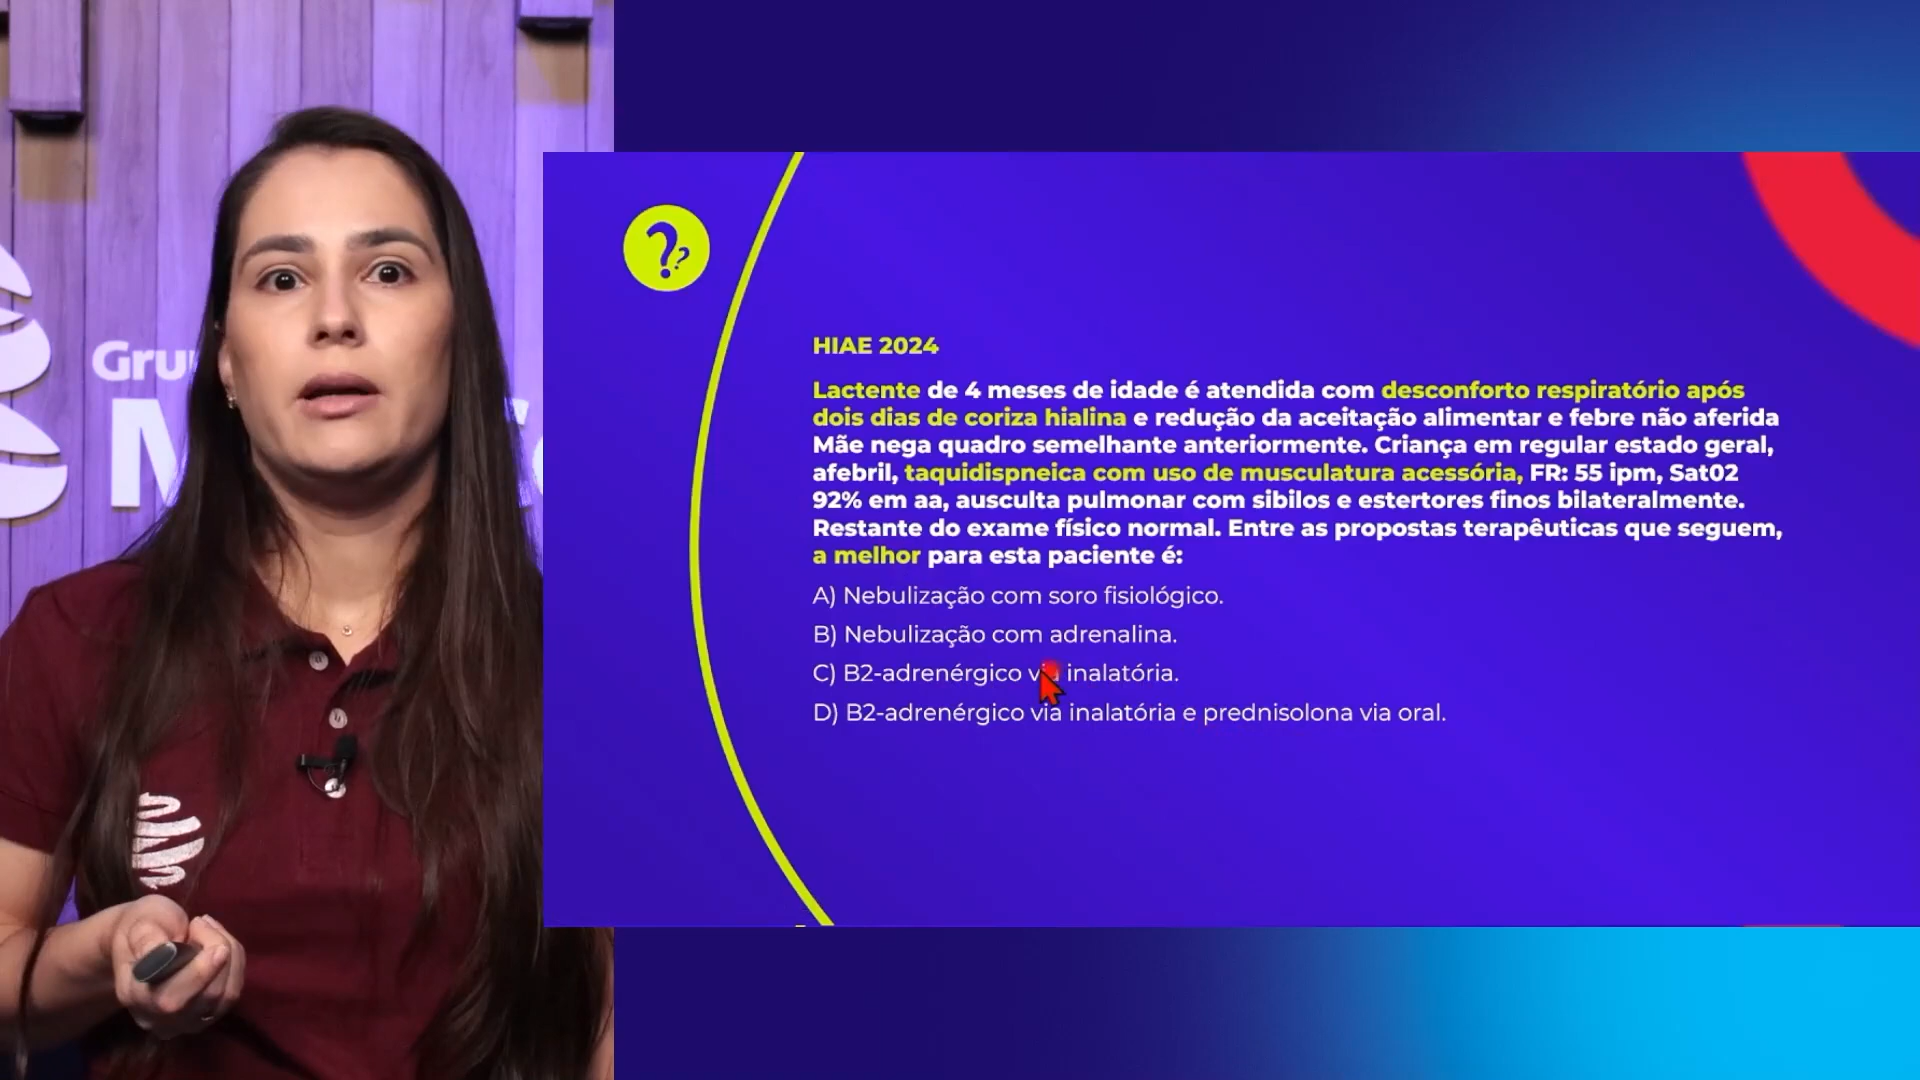 Gru
M
??
HIAE 2024
Lactente de 4 meses de idade é atendida com desconforto respiratório após
dois dias de coriza hialina e redução da aceitação alimentar e febre não aferida
Mãe nega quadro semelhante anteriormente. Criança em regular estado geral,
afebril, taquidispneica com uso de musculatura acessória, FR: 55 ipm, Sat02
92% em aa, ausculta pulmonar com sibilos e estertores finos bilateralmente.
Restante do exame físico normal. Entre as propostas terapêuticas que seguem,
a melhor para esta paciente é:
A) Nebulização com soro fisiológico.
B) Nebulização com adrenalina.
C) B2-adrenérgico via inalatória.
D) B2-adrenérgico via inalatória e prednisolona via oral.